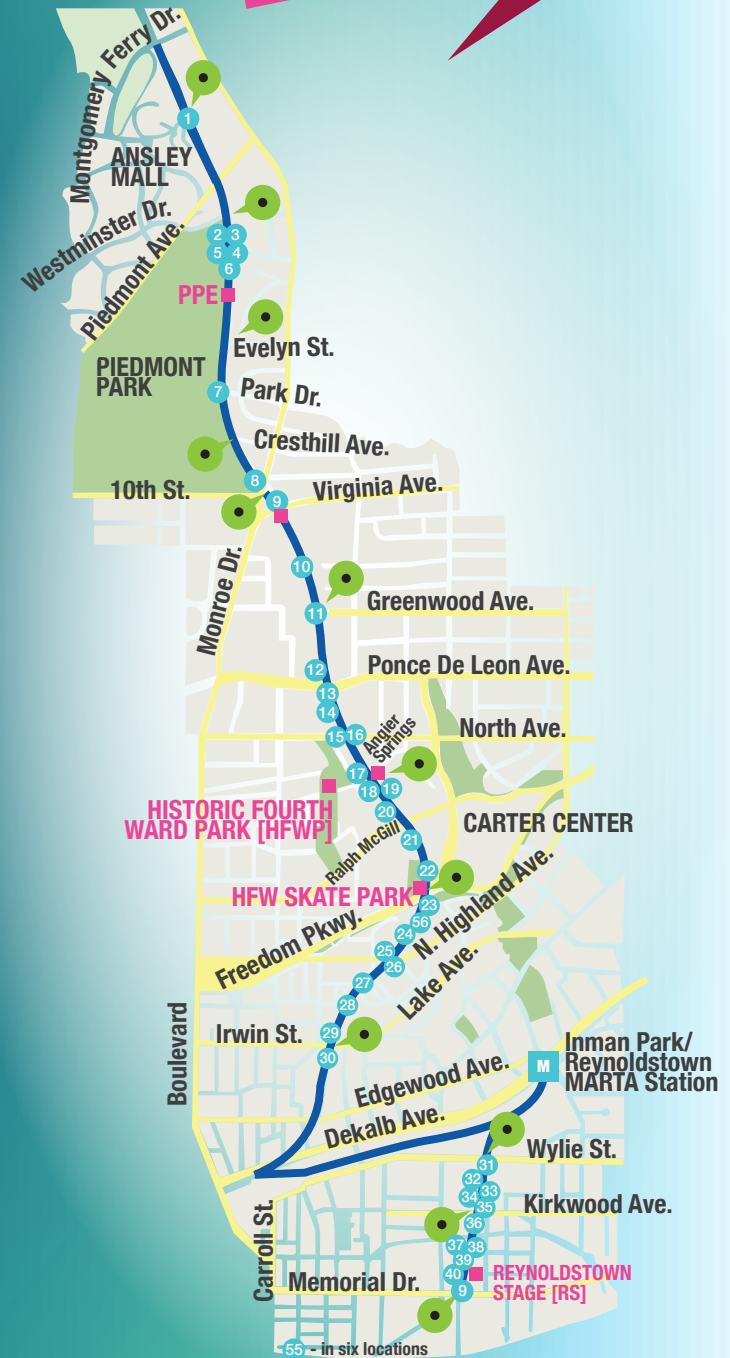 Montgomery Ferry Dr.
1
ANSLEY
MALL
Westminster Dr.
Piedmont Ave.
2 3
5 4
6
PPE
Evelyn St.
PIEDMONT
PARK
7
Park Dr.
Cresthill Ave.
8
10th St.
9
Virginia Ave.
Monroe Dr.
10
11
Greenwood Ave.
12
Ponce De Leon Ave.
13
14
15 16
Angier
Springs
North Ave.
17
18 19
HISTORIC FOURTH
WARD PARK [HFWP]
20
Ralph McGill
21
CARTER CENTER
22
HFW SKATE PARK
23
56
24
N. Highland Ave.
Freedom Pkwy.
25
26
27
Lake Ave.
28
Boulevard
Irwin St.
29
30
Inman Park/
Reynoldstown
MARTA Station
M
Edgewood Ave.
Dekalb Ave.
Wylie St.
31
32
33
34
35
Kirkwood Ave.
36
Carroll St.
37 38
39
40
REYNOLDSTOWN
STAGE [RS]
Memorial Dr.
9
55 - in six locations